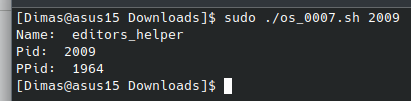 [Dimas@asus15 Downloads]$ sudo ./os_0007.sh 2009
Name:  editors_helper
Pid:  2009
PPid:  1964
[Dimas@asus15 Downloads]$